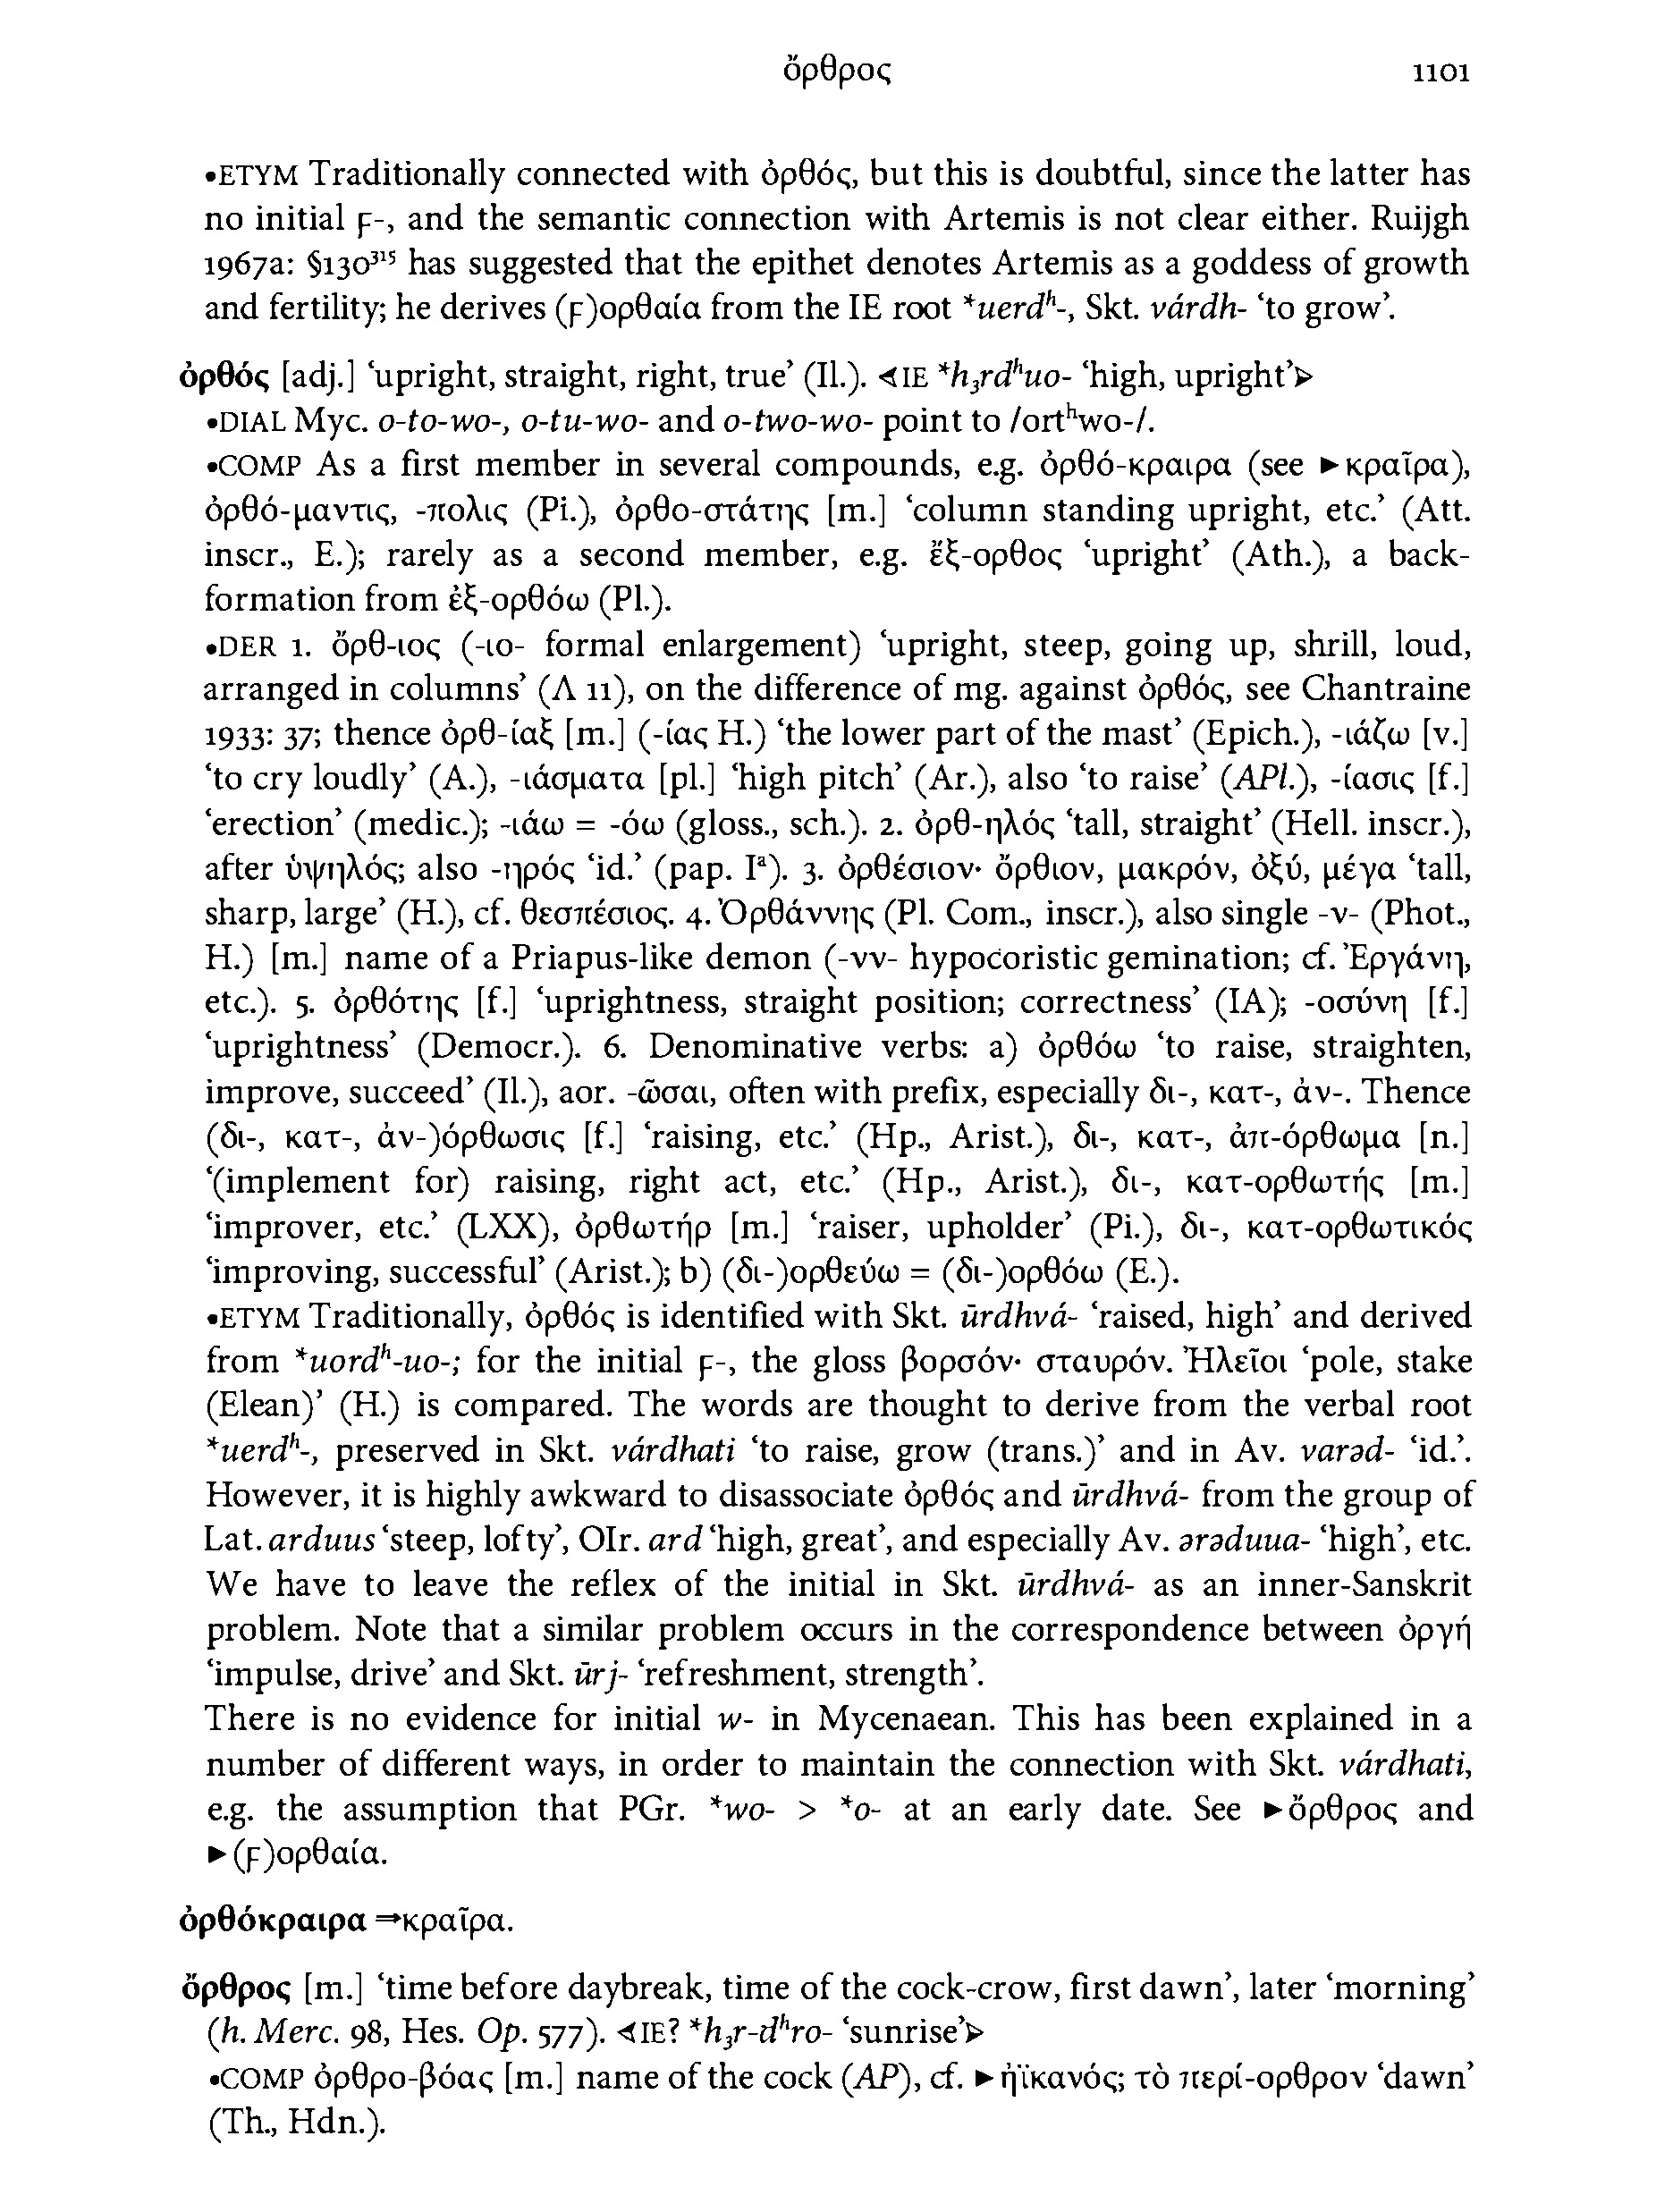 ὄρθρος 1101
•ETYM Traditionally connected with ὀρθός, but this is doubtful, since the latter has
no initial ϝ-, and the semantic connection with Artemis is not clear either. Ruijgh
1967a: §130³¹⁵ has suggested that the epithet denotes Artemis as a goddess of growth
and fertility; he derives (ϝ)ορθαία from the IE root *uerdʰ-, Skt. várdh- ‘to grow’.
ὀρθός [adj.] ‘upright, straight, right, true’ (Il.). ⋖IE *h₃rdʰuo- ‘high, upright’⋗
•DIAL Myc. o-to-wo-, o-tu-wo- and o-two-wo- point to /ortʰwo-/.
•COMP As a first member in several compounds, e.g. ὀρθό-κραιρα (see ►κραῖρα),
ὀρθό-μαντις, -πολις (Pi.), ὀρθο-στάτης [m.] ‘column standing upright, etc.’ (Att.
inscr., E.); rarely as a second member, e.g. ἔξ-ορθος ‘upright’ (Ath.), a back-
formation from ἐξ-ορθόω (Pl.).
•DER 1. ὄρθ-ιος (-ιο- formal enlargement) ‘upright, steep, going up, shrill, loud,
arranged in columns’ (Λ 11), on the difference of mg. against ὀρθός, see Chantraine
1933: 37; thence ὀρθ-ίαξ [m.] (-ίας H.) ‘the lower part of the mast’ (Epich.), -ιάζω [v.]
‘to cry loudly’ (A.), -ιάσματα [pl.] ‘high pitch’ (Ar.), also ‘to raise’ (APl.), -ίασις [f.]
‘erection’ (medic.); -ιάω = -όω (gloss., sch.). 2. ὀρθ-ηλός ‘tall, straight’ (Hell. inscr.),
after ὑψηλός; also -ηρός ‘id.’ (pap. Iª). 3. ὀρθέσιον· ὄρθιον, μακρόν, ὀξύ, μέγα ‘tall,
sharp, large’ (H.), cf. θεσπέσιος. 4. Ὀρθάννης (Pl. Com., inscr.), also single -ν- (Phot.,
H.) [m.] name of a Priapus-like demon (-νν- hypocoristic gemination; cf. Ἐργάνη,
etc.). 5. ὀρθότης [f.] ‘uprightness, straight position; correctness’ (IA); -οσύνη [f.]
‘uprightness’ (Democr.). 6. Denominative verbs: a) ὀρθόω ‘to raise, straighten,
improve, succeed’ (Il.), aor. -ῶσαι, often with prefix, especially δι-, κατ-, ἀν-. Thence
(δι-, κατ-, ἀν-)όρθωσις [f.] ‘raising, etc.’ (Hp., Arist.), δι-, κατ-, ἀπ-όρθωμα [n.]
‘(implement for) raising, right act, etc.’ (Hp., Arist.), δι-, κατ-ορθωτής [m.]
‘improver, etc.’ (LXX), ὀρθωτήρ [m.] ‘raiser, upholder’ (Pi.), δι-, κατ-ορθωτικός
‘improving, successful’ (Arist.); b) (δι-)ορθεύω = (δι-)ορθόω (E.).
•ETYM Traditionally, ὀρθός is identified with Skt. ūrdhvá- ‘raised, high’ and derived
from *uordʰ-uo-; for the initial ϝ-, the gloss βορσόν· σταυρόν. Ἠλεῖοι ‘pole, stake
(Elean)’ (H.) is compared. The words are thought to derive from the verbal root
*uerdʰ-, preserved in Skt. várdhati ‘to raise, grow (trans.)’ and in Av. varəd- ‘id.’.
However, it is highly awkward to disassociate ὀρθός and ūrdhvá- from the group of
Lat. arduus ‘steep, lofty’, OIr. ard ‘high, great’, and especially Av. ərəduua- ‘high’, etc.
We have to leave the reflex of the initial in Skt. ūrdhvá- as an inner-Sanskrit
problem. Note that a similar problem occurs in the correspondence between ὀργή
‘impulse, drive’ and Skt. ūrj- ‘refreshment, strength’.
There is no evidence for initial w- in Mycenaean. This has been explained in a
number of different ways, in order to maintain the connection with Skt. várdhati,
e.g. the assumption that PGr. *wo- > *o- at an early date. See ►ὄρθρος and
►(ϝ)ορθαία.
ὀρθόκραιρα ⇒κραῖρα.
ὄρθρος [m.] ‘time before daybreak, time of the cock-crow, first dawn’, later ‘morning’
(h. Merc. 98, Hes. Op. 577). ⋖IE? *h₃r-dʰro- ‘sunrise’⋗
•COMP ὀρθρο-βόας [m.] name of the cock (AP), cf. ►ἠϊκανός; τὸ περί-ορθρον ‘dawn’
(Th., Hdn.).